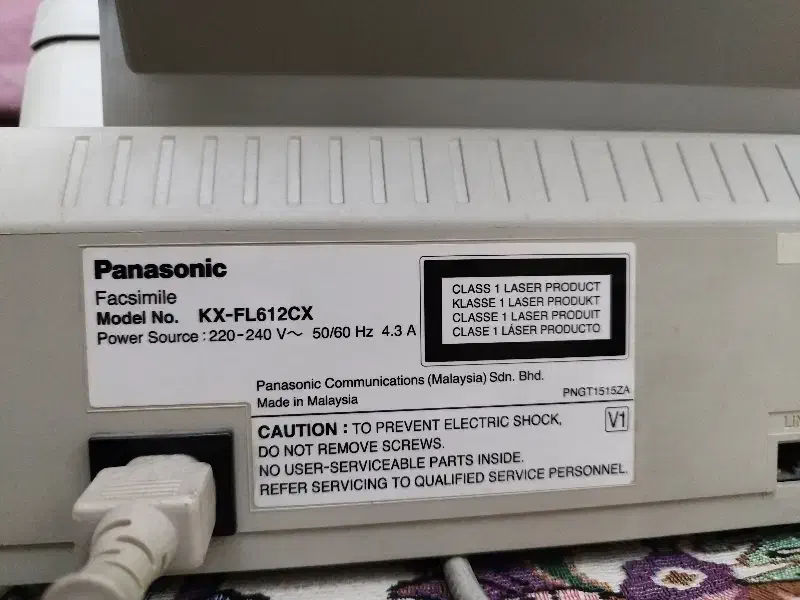 Panasonic
Facsimile
Model No. KX-FL612CX
Power Source : 220-240 V～ 50/60 Hz 4.3 A
CLASS 1 LASER PRODUCT
KLASSE 1 LASER PRODUKT
CLASSE 1 LASER PRODUIT
CLASE 1 LÁSER PRODUCTO
Panasonic Communications (Malaysia) Sdn. Bhd.
Made in Malaysia
PNGT1515ZA
CAUTION : TO PREVENT ELECTRIC SHOCK,
DO NOT REMOVE SCREWS.
NO USER-SERVICEABLE PARTS INSIDE.
REFER SERVICING TO QUALIFIED SERVICE PERSONNEL.
V1